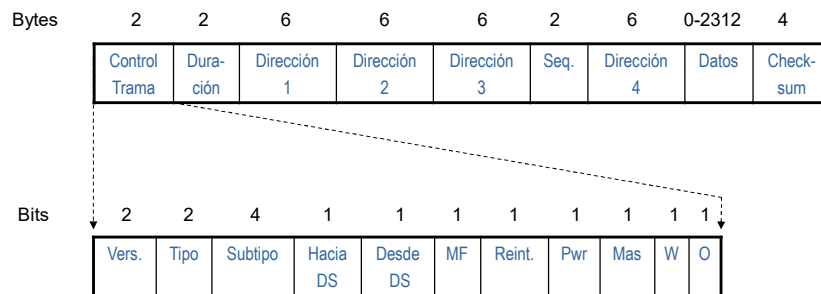 Bytes 2 2 6 6 6 2 6 0-2312 4
Control Dura- Dirección Dirección Dirección Seq. Dirección Datos Check-
Trama ción 1 2 3 4 sum
Bits 2 2 4 1 1 1 1 1 1 1 1
Vers. Tipo Subtipo Hacia Desde MF Reint. Pwr Mas W O
DS DS